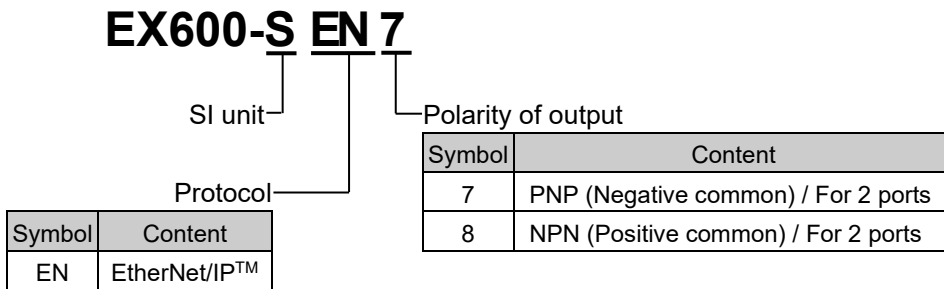 EX600-S EN 7
SI unit
Polarity of output
Symbol Content
7 PNP (Negative common) / For 2 ports
8 NPN (Positive common) / For 2 ports
Protocol
Symbol Content
EN EtherNet/IP™